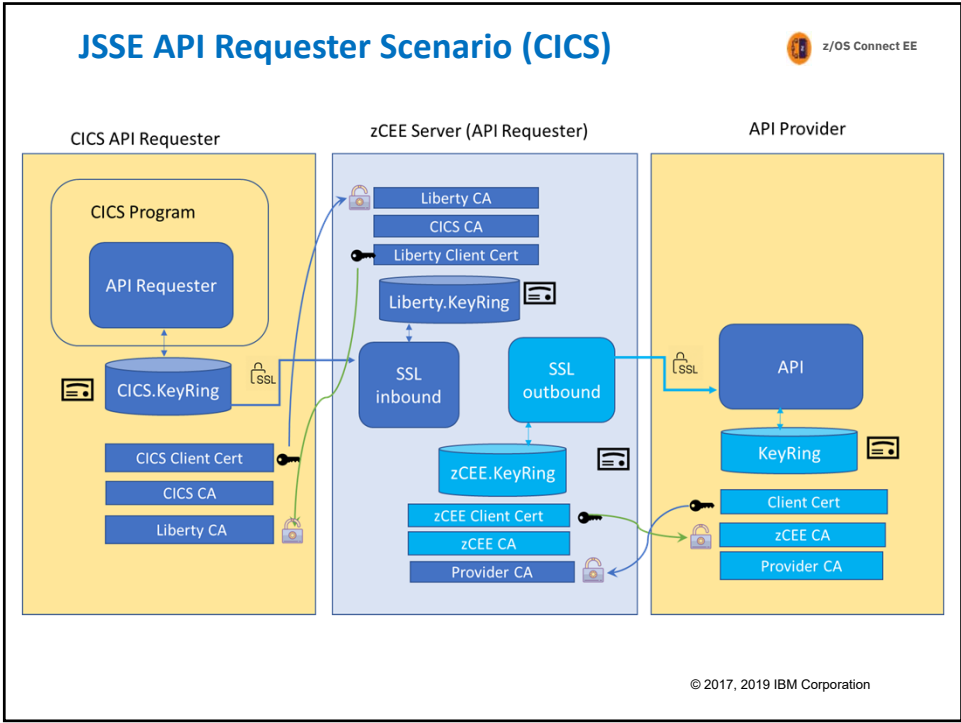 JSSE API Requester Scenario (CICS)
z/OS Connect EE
CICS API Requester
zCEE Server (API Requester)
API Provider
CICS Program
API Requester
CICS.KeyRing
SSL
CICS Client Cert
CICS CA
Liberty CA
Liberty CA
CICS CA
Liberty Client Cert
Liberty.KeyRing
SSL
inbound
SSL
outbound
zCEE.KeyRing
zCEE Client Cert
zCEE CA
Provider CA
SSL
API
KeyRing
Client Cert
zCEE CA
Provider CA
© 2017, 2019 IBM Corporation